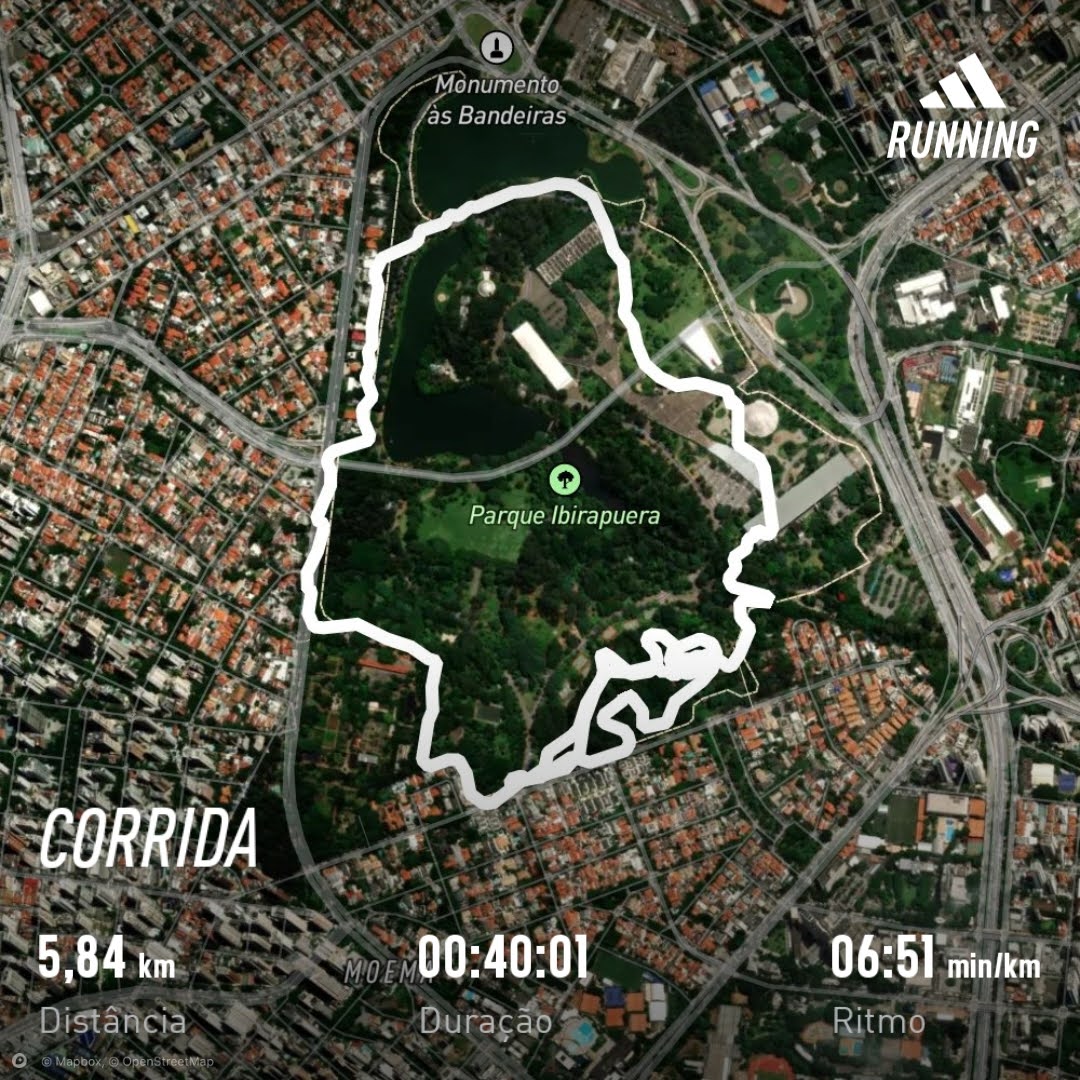 Monumento
às Bandeiras
RUNNING
Parque Ibirapuera
CORRIDA
5,84 km
00:40:01
06:51 min/km
MOEMA
Distância
Duração
Ritmo
© Mapbox, © OpenStreetMap